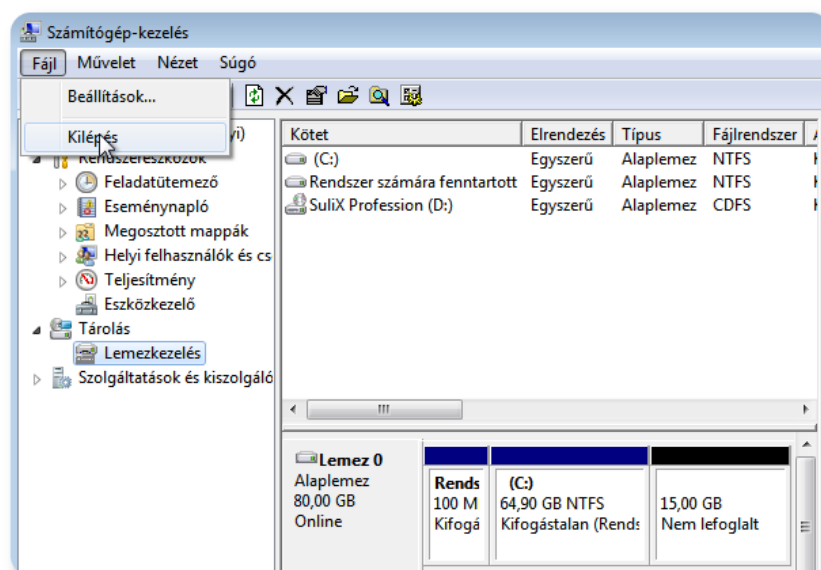 Számítógép-kezelés
Fájl Művelet Nézet Súgó
Beállítások...
Kilépés
yi)
Rendszereszközök
Feladatütemező
Eseménynapló
Megosztott mappák
Helyi felhasználók és cs
Teljesítmény
Eszközkezelő
Tárolás
Lemezkezelés
Szolgáltatások és kiszolgáló
Kötet Elrendezés Típus Fájlrendszer
(C:) Egyszerű Alaplemez NTFS
Rendszer számára fenntartott Egyszerű Alaplemez NTFS
SuliX Profession (D:) Egyszerű Alaplemez CDFS
Lemez 0
Alaplemez
80,00 GB
Online
Rends
100 M
Kifogá
(C:)
64,90 GB NTFS
Kifogástalan (Rends
15,00 GB
Nem lefoglalt